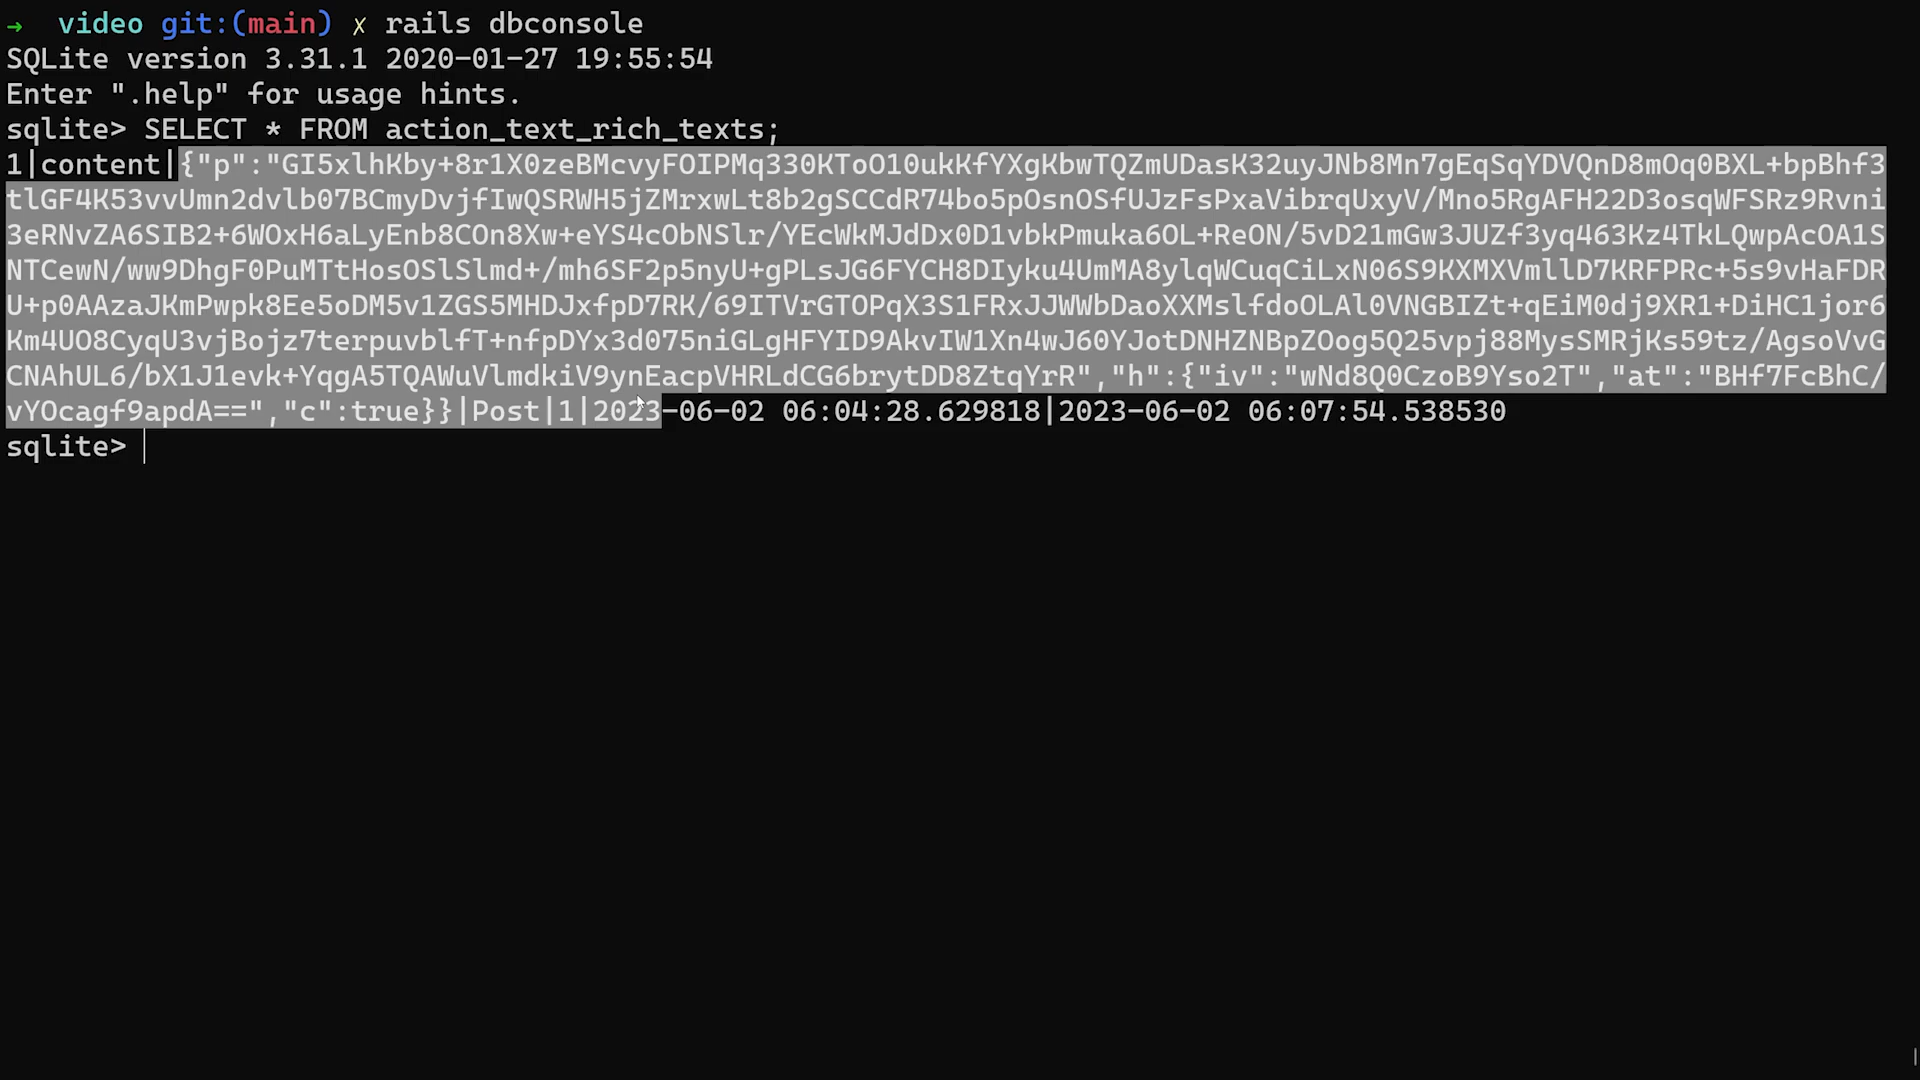 → video git:(main) ✗ rails dbconsole
SQLite version 3.31.1 2020-01-27 19:55:54
Enter ".help" for usage hints.
sqlite> SELECT * FROM action_text_rich_texts;
1|content|{"p":"GI5xlhKby+8r1X0zeBMcvyFOIPMq330KToO10ukKfYXgKbwTQZmUDasK32uyJNb8Mn7gEqSqYDVQnD8mOq0BXL+bpBhf3
tlGF4K53vvUmn2dvlb07BCmyDvjfIwQSRWH5jZMrxwLt8b2gSCCdR74bo5pOsnOSfUJzFsPxaVibrqUxyV/Mno5RgAFH22D3osqWFSRz9Rvni
3eRNvZA6SIB2+6WOxH6aLyEnb8COn8Xw+eYS4cObNSlr/YEcWkMJdDx0D1vbkPmuka6OL+ReON/5vD21mGw3JUZf3yq463Kz4TkLQwpAcOA1S
NTCewN/ww9DhgF0PuMTtHosOSlSlmd+/mh6SF2p5nyU+gPLsJG6FYCH8DIyku4UmMA8ylqWCuqCiLxN06S9KXMXVmllD7KRFPRc+5s9vHaFDR
U+p0AAzaJKmPwpk8Ee5oDM5v1ZGS5MHDJxfpD7RK/69ITVrGTOPqX3S1FRxJJWWbDaoXXMslfdoOLAl0VNGBIZt+qEiM0dj9XR1+DiHC1jor6
Km4UO8CyqU3vjBojz7terpuvblfT+nfpDYx3d075niGLgHFYID9AkvIW1Xn4wJ60YJotDNHZNBpZOog5Q25vpj88MysSMRjKs59tz/AgsoVvG
CNAhUL6/bX1J1evk+YqgA5TQAWuVlmdkiV9ynEacpVHRLdCG6brytDD8ZtqYrR","h":{"iv":"wNd8Q0CzoB9Yso2T","at":"BHf7FcBhC/
vYOcagf9apdA==","c":true}}|Post|1|2023-06-02 06:04:28.629818|2023-06-02 06:07:54.538530
sqlite>